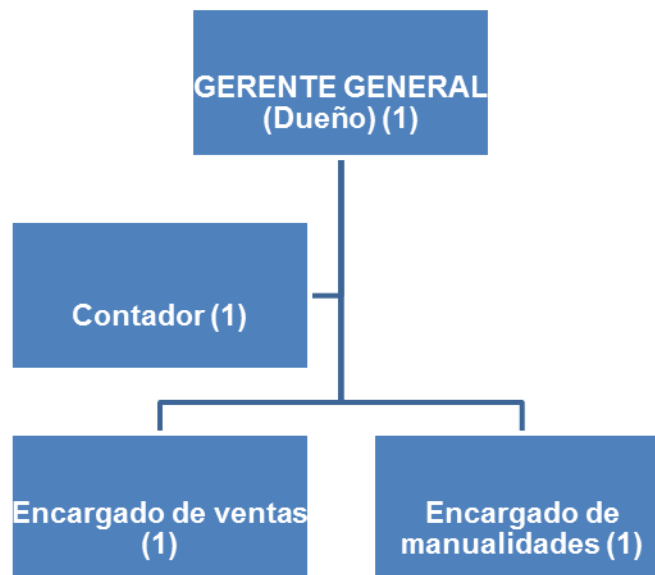 GERENTE GENERAL
(Dueño) (1)
Contador (1)
Encargado de ventas
(1)
Encargado de
manualidades (1)